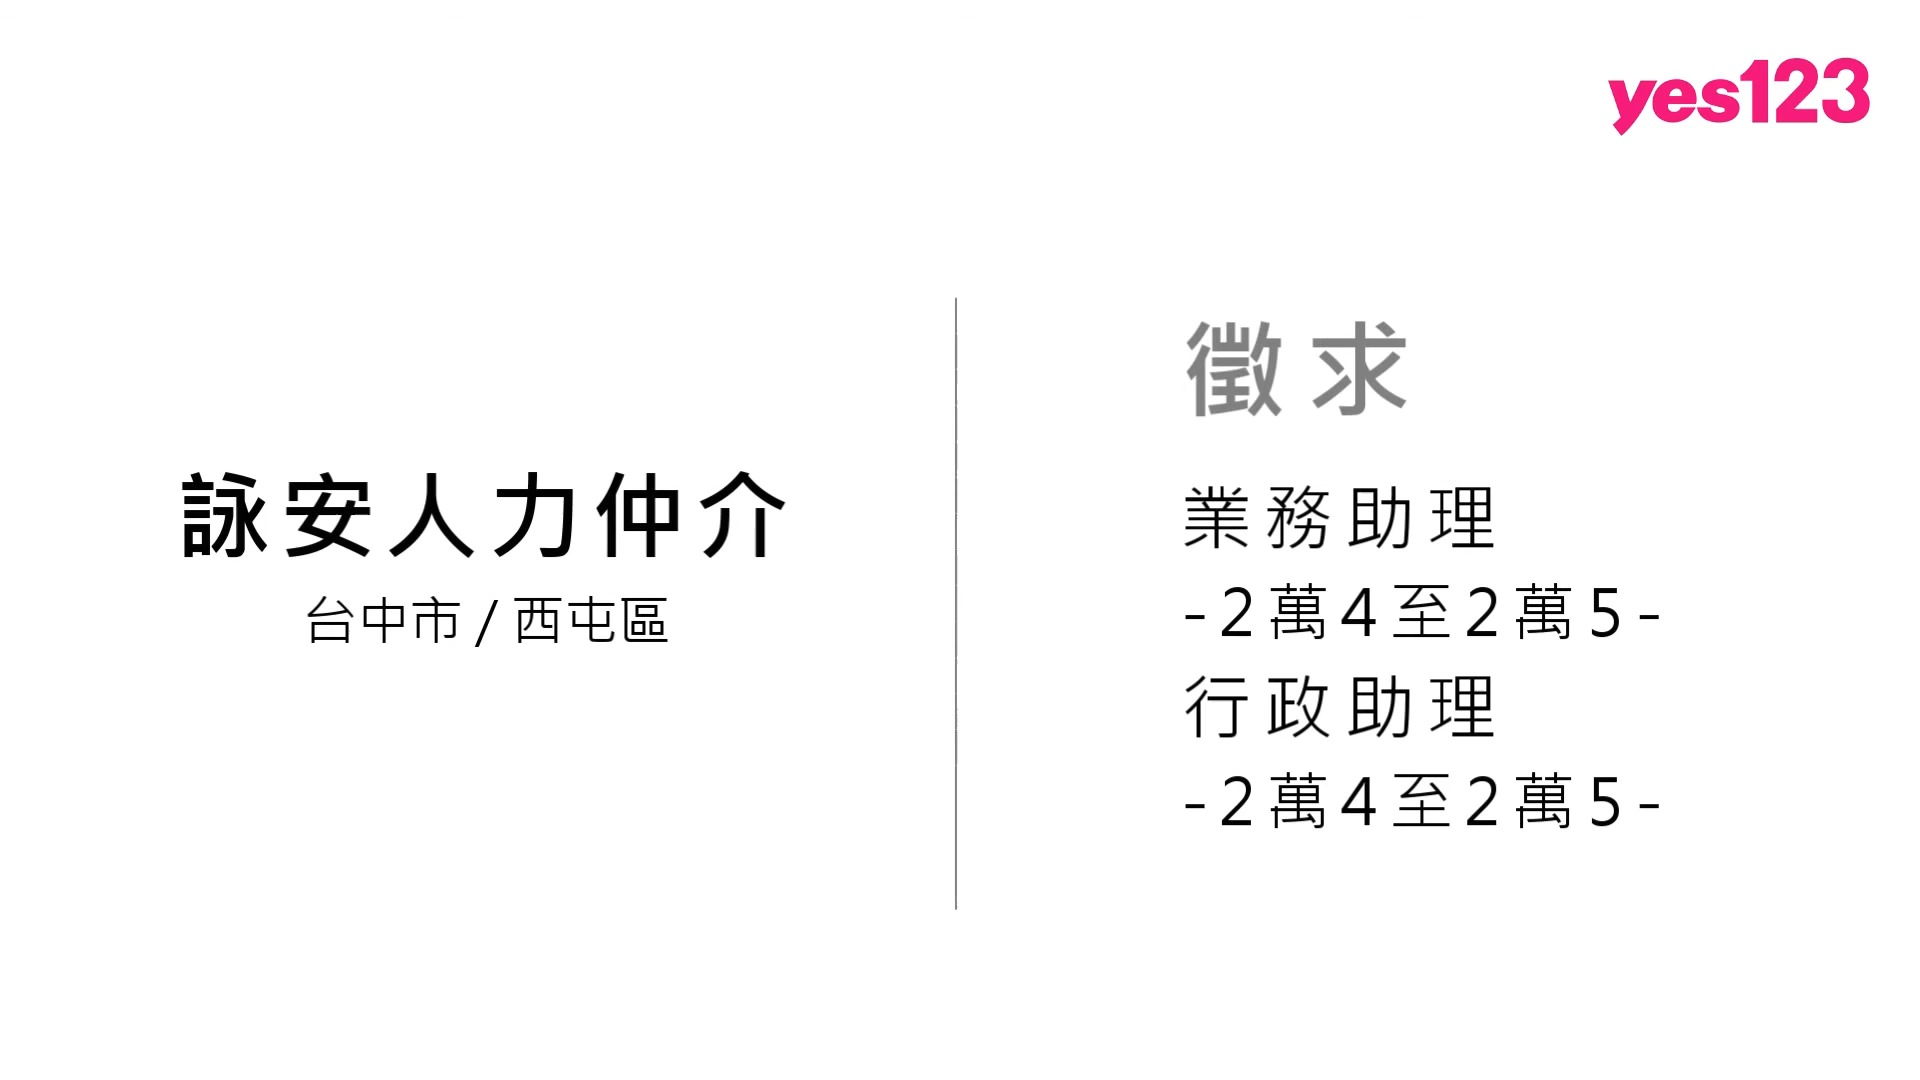 yes123
詠安人力仲介
台中市/西屯區
徵求
業務助理
-2萬4至2萬5-
行政助理
-2萬4至2萬5-